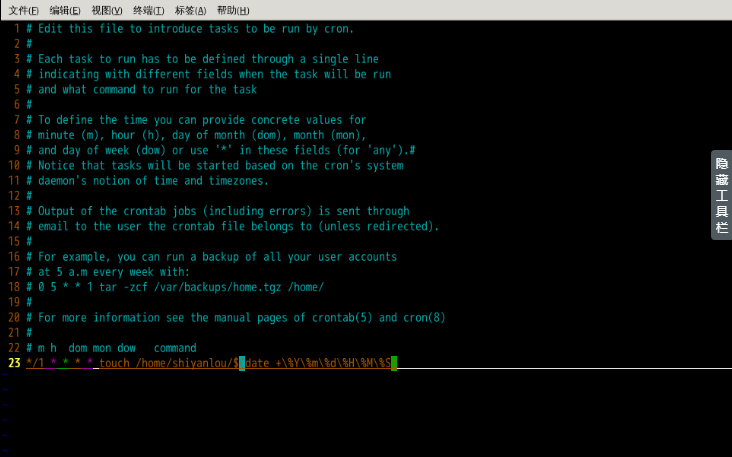 文件(F) 编辑(E) 视图(V) 终端(T) 标签(A) 帮助(H)
1 # Edit this file to introduce tasks to be run by cron.
2 #
3 # Each task to run has to be defined through a single line
4 # indicating with different fields when the task will be run
5 # and what command to run for the task
6 #
7 # To define the time you can provide concrete values for
8 # minute (m), hour (h), day of month (dom), month (mon),
9 # and day of week (dow) or use '*' in these fields (for 'any').#
10 # Notice that tasks will be started based on the cron's system
11 # daemon's notion of time and timezones.
12 #
13 # Output of the crontab jobs (including errors) is sent through
14 # email to the user the crontab file belongs to (unless redirected).
15 #
16 # For example, you can run a backup of all your user accounts
17 # at 5 a.m every week with:
18 # 0 5 * * 1 tar -zcf /var/backups/home.tgz /home/
19 #
20 # For more information see the manual pages of crontab(5) and cron(8)
21 #
22 # m h  dom mon dow   command
23 */1 * * * * touch /home/shiyanlou/$(date +\%Y\%m\%d\%H\%M\%S)
隐藏工具栏